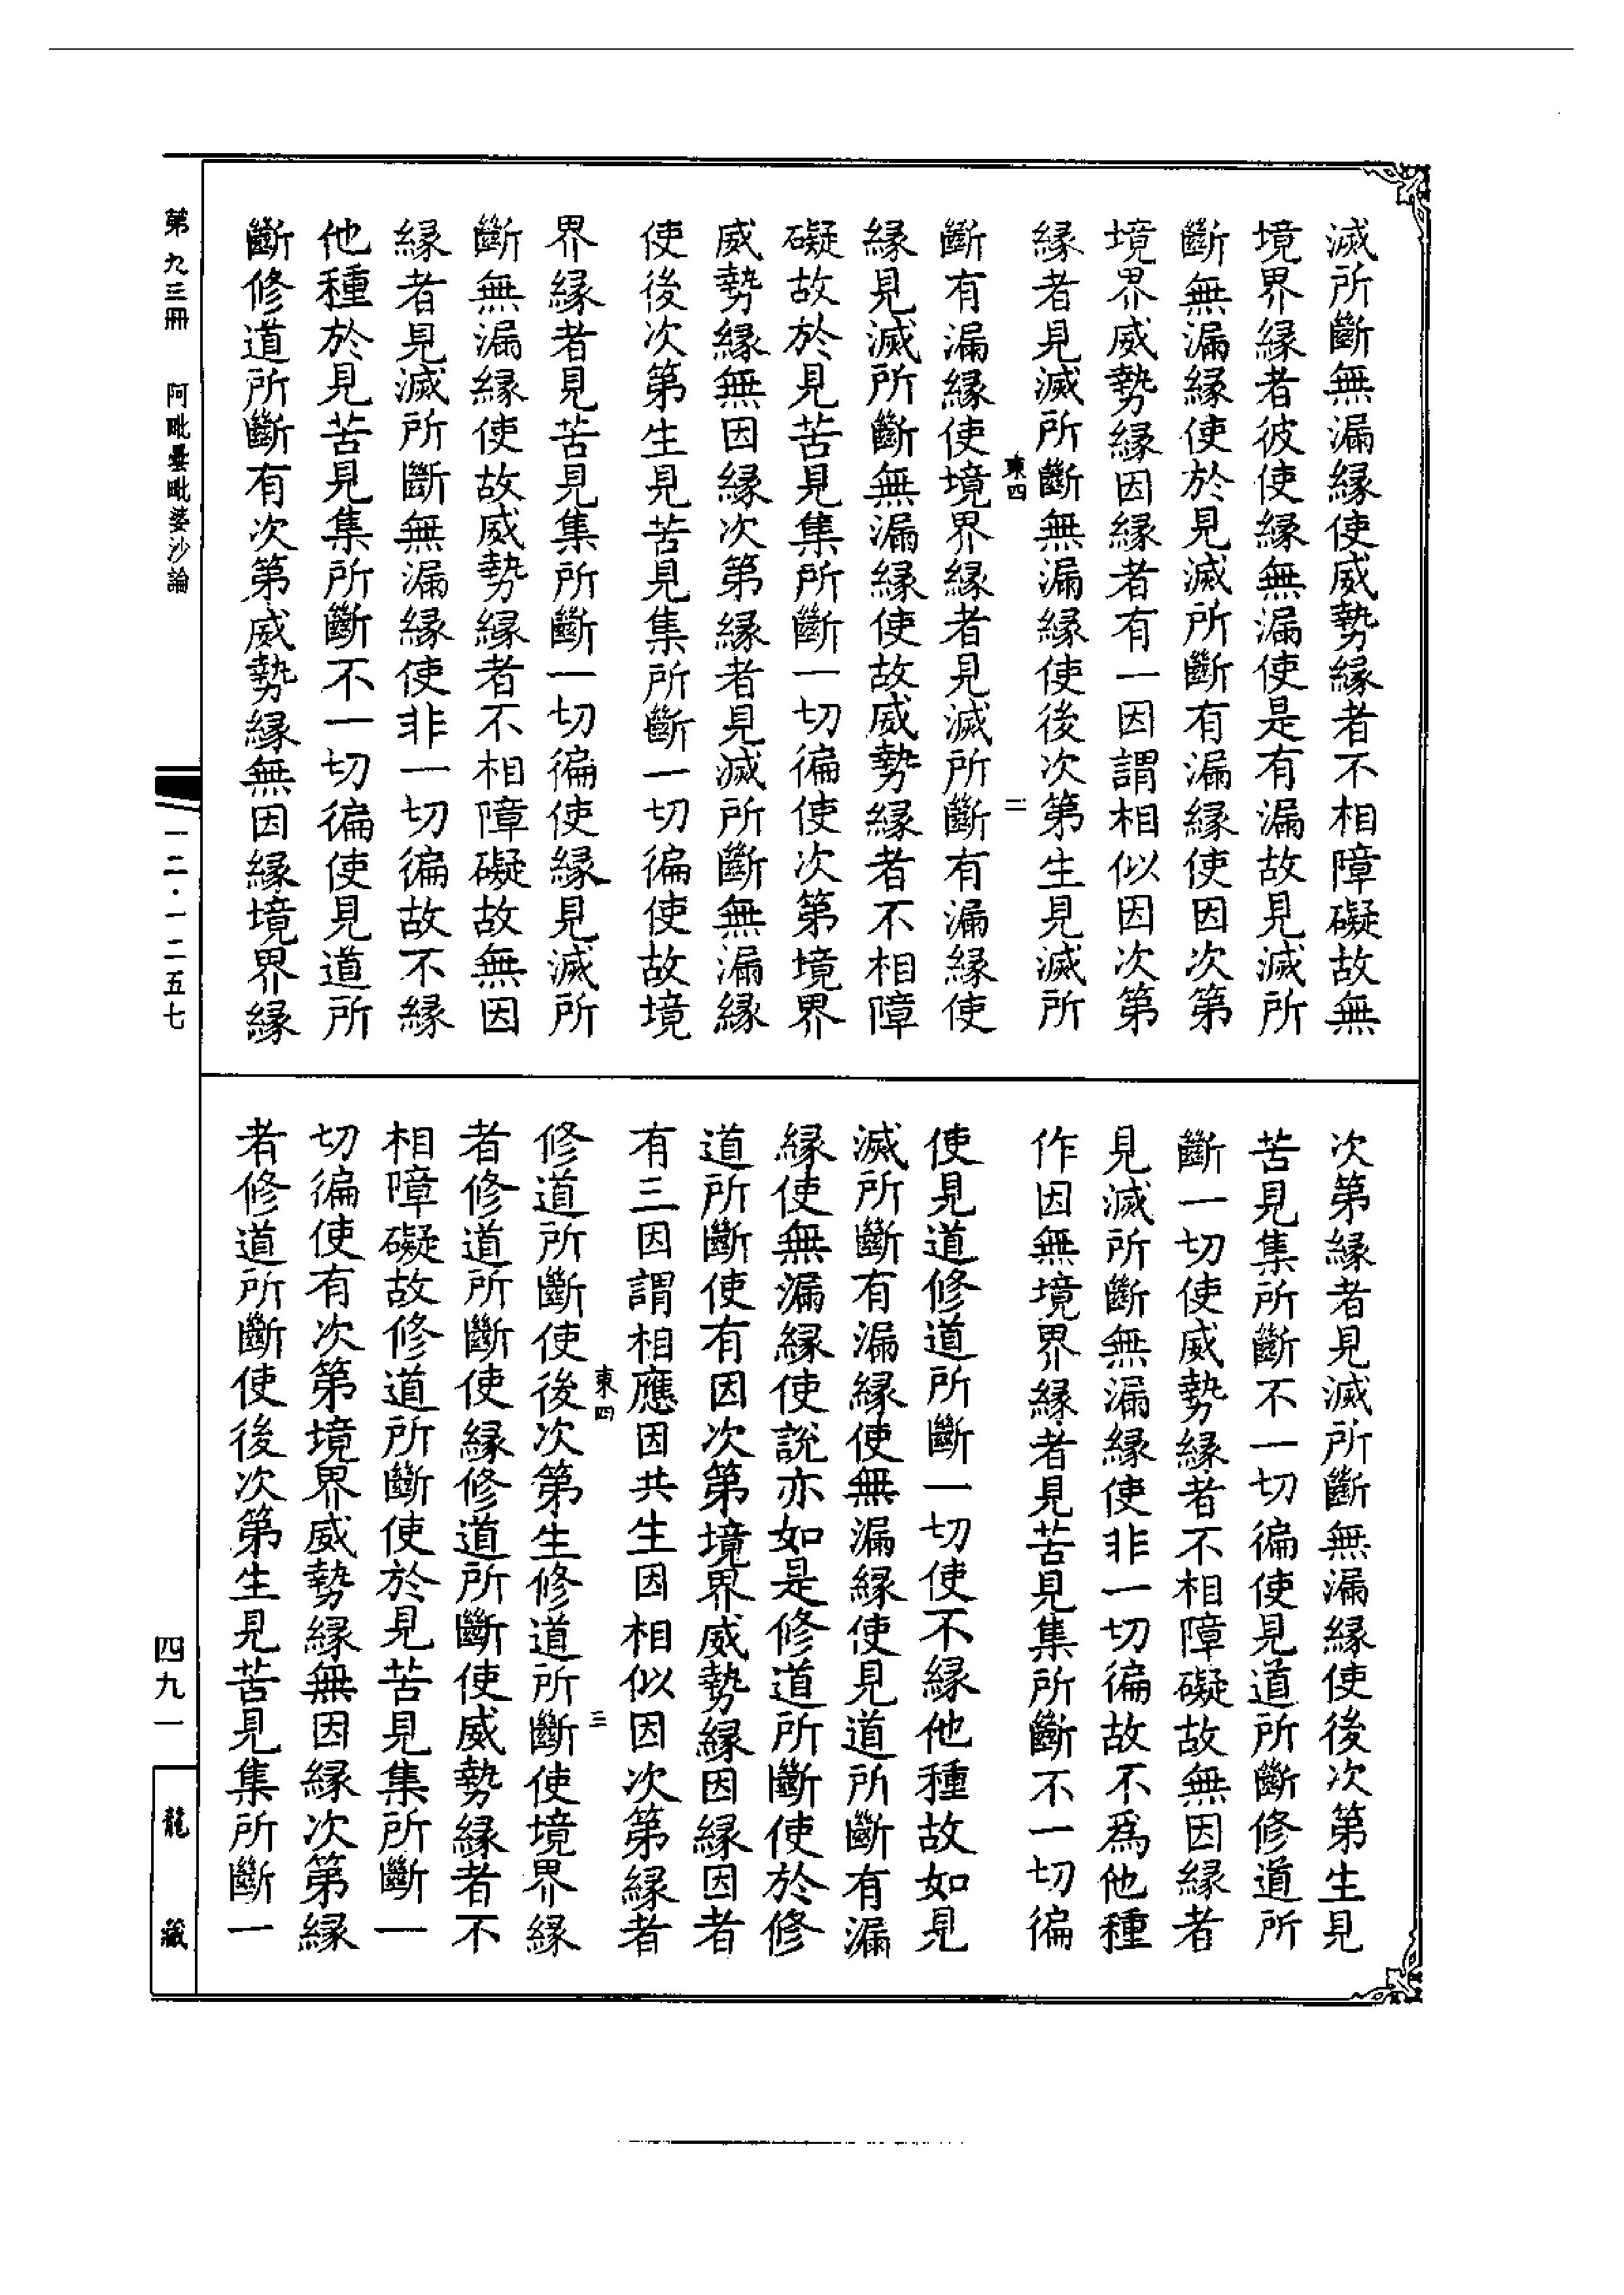 滅所斷無漏緣使威勢緣者不相障礙故無
境界緣者彼使緣無漏使是有漏故見滅所
斷無漏緣使於見滅所斷有漏緣使因次第
境界威勢緣因緣者有一因謂相似因次第
緣者見滅所斷無漏緣使後次第生見滅所
東四
二
斷有漏緣使境界緣者見滅所斷有漏緣使
緣見滅所斷無漏緣使故威勢緣者不相障
礙故於見苦見集所斷一切徧使次第境界
威勢緣無因緣次第緣者見滅所斷無漏緣
使後次第生見苦見集所斷一切徧使故境
界緣者見苦見集所斷一切徧使緣見滅所
斷無漏緣使故威勢緣者不相障礙故無因
緣者見滅所斷無漏緣使非一切徧故不緣
他種於見苦見集所斷不一切徧使見道所
斷修道所斷有次第威勢緣無因緣境界緣
次第緣者見滅所斷無漏緣使後次第生見
苦見集所斷不一切徧使見道所斷修道所
斷一切使威勢緣者不相障礙故無因緣者
見滅所斷無漏緣使非一切徧故不為他種
作因無境界緣者見苦見集所斷不一切徧
使見道修道所斷一切使不緣他種故如見
滅所斷有漏緣使無漏緣使見道所斷有漏
緣使無漏緣使說亦如是修道所斷使於修
道所斷使有因次第境界威勢緣因緣因者
有三因謂相應因共生因相似因次第緣者
東四
三
修道所斷使後次第生修道所斷使境界緣
者修道所斷使緣修道所斷使威勢緣者不
相障礙故修道所斷使於見苦見集所斷一
切徧使有次第境界威勢緣無因緣次第緣
者修道所斷使後次第生見苦見集所斷一
第九三冊 阿毗曇毗婆沙論
一二·一二五七
四九一
龍藏